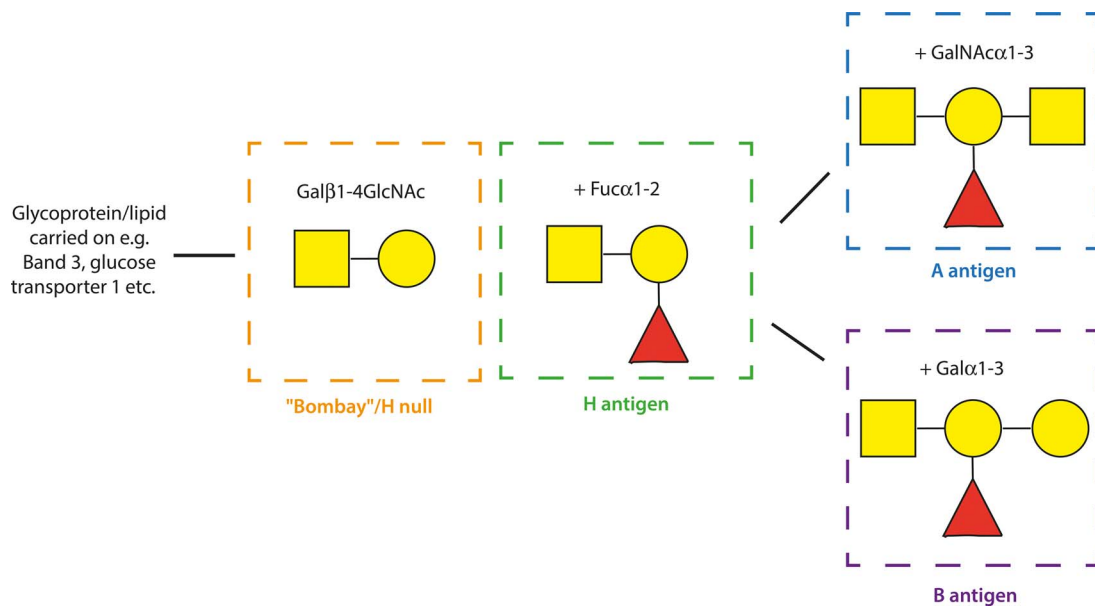 Glycoprotein/lipid
carried on e.g.
Band 3, glucose
transporter 1 etc.
Galβ1-4GlcNAc
"Bombay"/H null
+ Fucα1-2
H antigen
+ GalNAcα1-3
A antigen
+ Galα1-3
B antigen